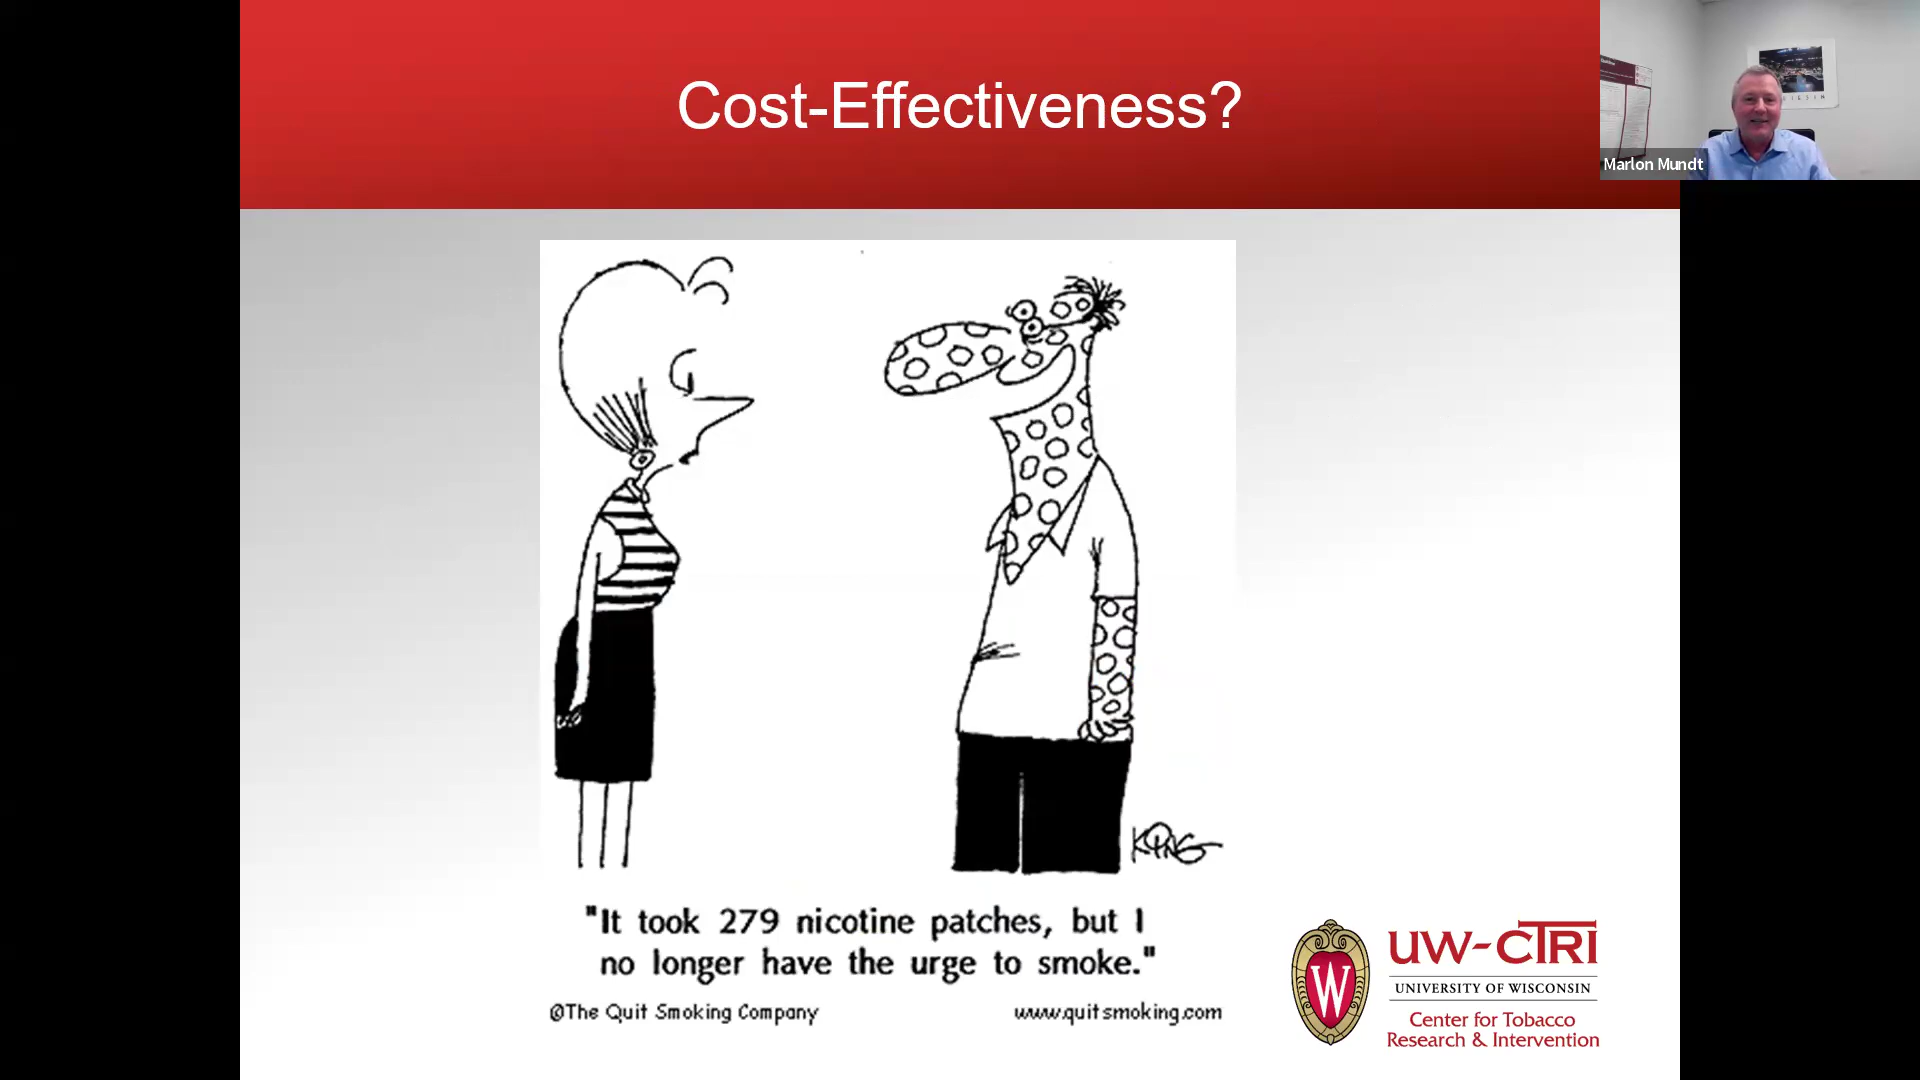 Cost-Effectiveness?
Marlon Mundt
KING
"It took 279 nicotine patches, but I
no longer have the urge to smoke."
©The Quit Smoking Company
www.quitsmoking.com
W
UW-CTRI
UNIVERSITY OF WISCONSIN
Center for Tobacco
Research & Intervention